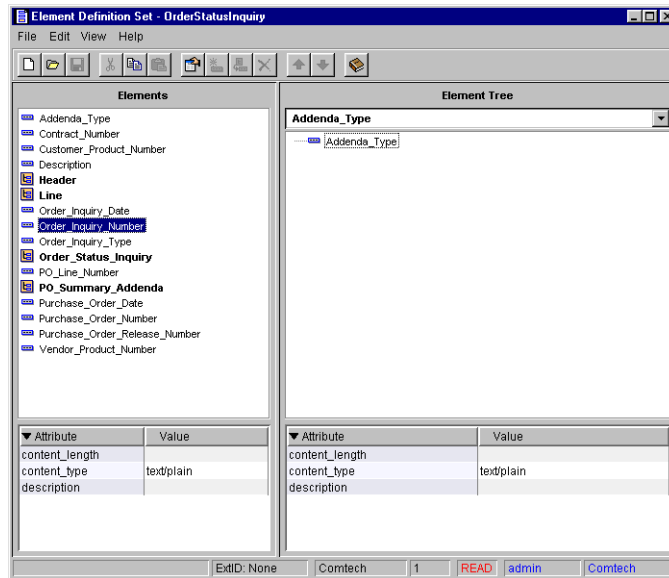 Element Definition Set - OrderStatusInquiry
File Edit View Help
Elements
Addenda_Type
Contract_Number
Customer_Product_Number
Description
Header
Line
Order_Inquiry_Date
Order_Inquiry_Number
Order_Inquiry_Type
Order_Status_Inquiry
PO_Line_Number
PO_Summary_Addenda
Purchase_Order_Date
Purchase_Order_Number
Purchase_Order_Release_Number
Vendor_Product_Number
Element Tree
Addenda_Type
Addenda_Type
Attribute Value
content_length
content_type text/plain
description
Attribute Value
content_length
content_type text/plain
description
ExtID: None Comtech 1 READ admin Comtech